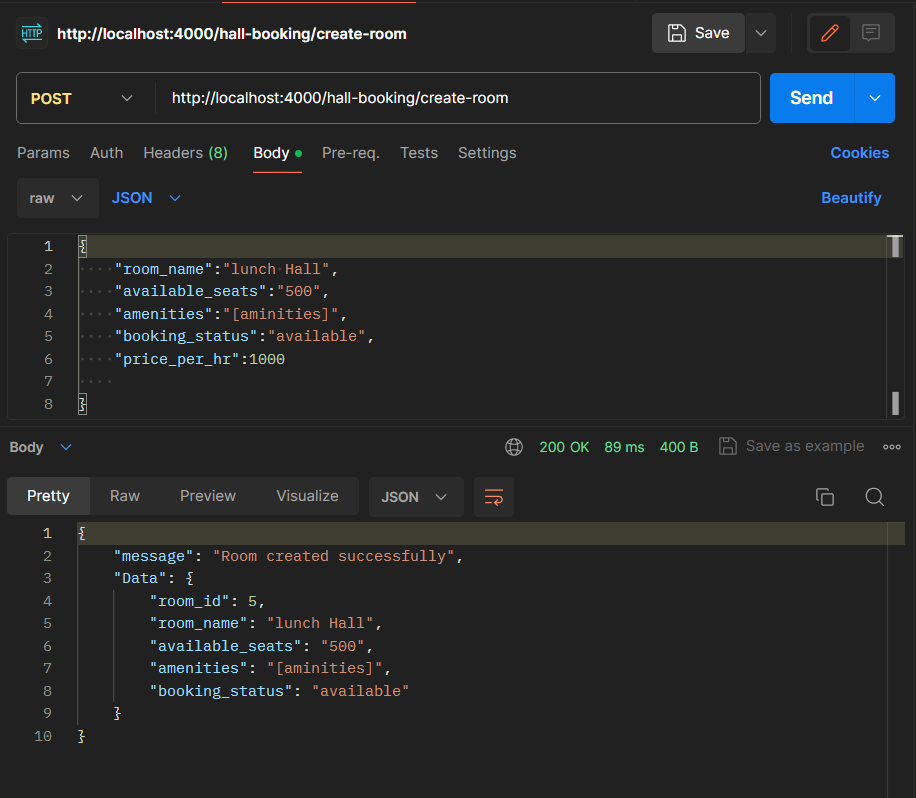 HTTP http://localhost:4000/hall-booking/create-room Save
POST http://localhost:4000/hall-booking/create-room Send
Params Auth Headers (8) Body Pre-req. Tests Settings Cookies
raw JSON Beautify
1 {
2 "room_name":"lunch Hall",
3 "available_seats":"500",
4 "amenities":"[aminities]",
5 "booking_status":"available",
6 "price_per_hr":1000
7
8 }
Body 200 OK 89 ms 400 B Save as example
Pretty Raw Preview Visualize JSON
1 {
2 "message": "Room created successfully",
3 "Data": {
4 "room_id": 5,
5 "room_name": "lunch Hall",
6 "available_seats": "500",
7 "amenities": "[aminities]",
8 "booking_status": "available"
9 }
10 }